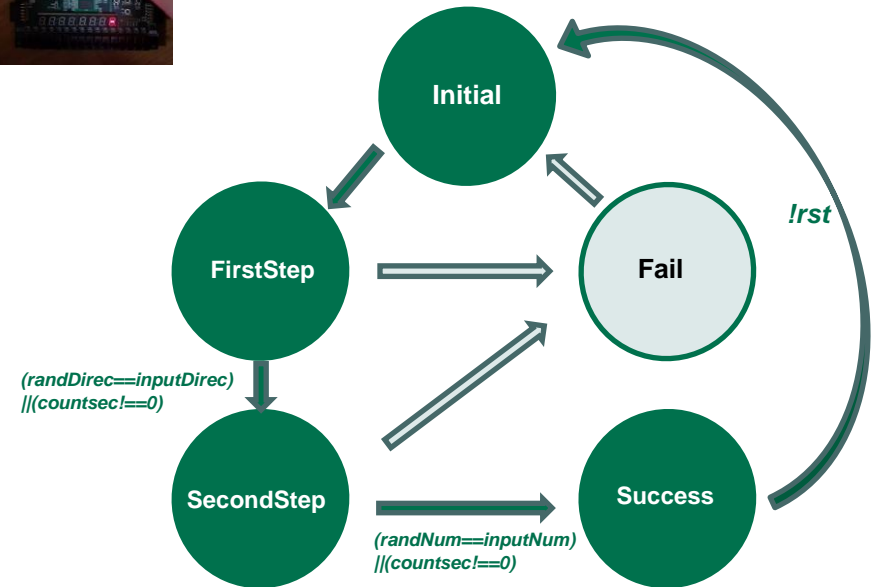 Initial
!rst
FirstStep
Fail
(randDirec==inputDirec)
||(countsec!==0)
SecondStep
Success
(randNum==inputNum)
||(countsec!==0)